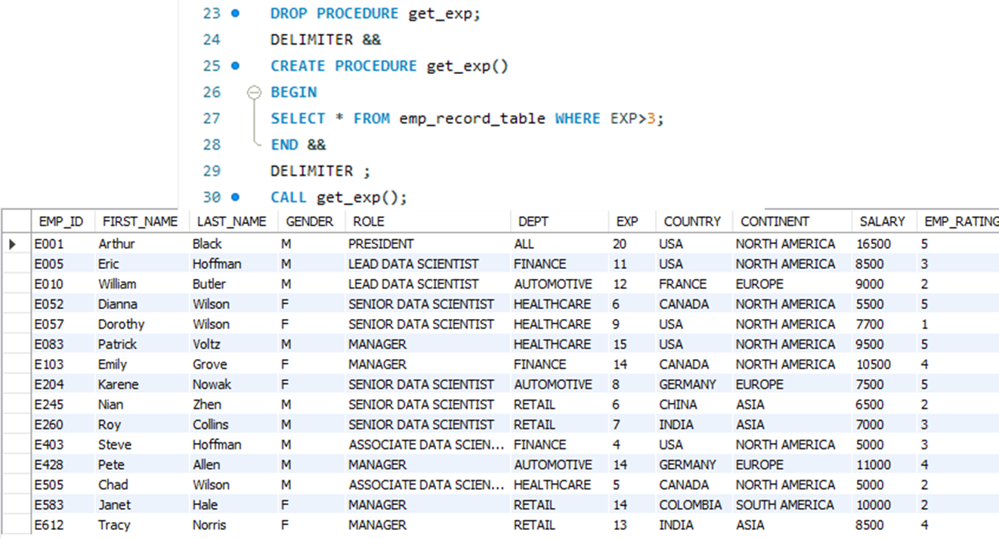 23 DROP PROCEDURE get_exp;
24 DELIMITER &&
25 CREATE PROCEDURE get_exp()
26 BEGIN
27 SELECT * FROM emp_record_table WHERE EXP>3;
28 END &&
29 DELIMITER ;
30 CALL get_exp();
EMP_ID FIRST_NAME LAST_NAME GENDER ROLE DEPT EXP COUNTRY CONTINENT SALARY EMP_RATING
E001 Arthur Black M PRESIDENT ALL 20 USA NORTH AMERICA 16500 5
E005 Eric Hoffman M LEAD DATA SCIENTIST FINANCE 11 USA NORTH AMERICA 8500 3
E010 William Butler M LEAD DATA SCIENTIST AUTOMOTIVE 12 FRANCE EUROPE 9000 2
E052 Dianna Wilson F SENIOR DATA SCIENTIST HEALTHCARE 6 CANADA NORTH AMERICA 5500 5
E057 Dorothy Wilson F SENIOR DATA SCIENTIST HEALTHCARE 9 USA NORTH AMERICA 7700 1
E083 Patrick Voltz M MANAGER HEALTHCARE 15 USA NORTH AMERICA 9500 5
E103 Emily Grove F MANAGER FINANCE 14 CANADA NORTH AMERICA 10500 4
E204 Karene Nowak F SENIOR DATA SCIENTIST AUTOMOTIVE 8 GERMANY EUROPE 7500 5
E245 Nian Zhen M SENIOR DATA SCIENTIST RETAIL 6 CHINA ASIA 6500 2
E260 Roy Collins M SENIOR DATA SCIENTIST RETAIL 7 INDIA ASIA 7000 3
E403 Steve Hoffman M ASSOCIATE DATA SCIEN... FINANCE 4 USA NORTH AMERICA 5000 3
E428 Pete Allen M MANAGER AUTOMOTIVE 14 GERMANY EUROPE 11000 4
E505 Chad Wilson M ASSOCIATE DATA SCIEN... HEALTHCARE 5 CANADA NORTH AMERICA 5000 2
E583 Janet Hale F MANAGER RETAIL 14 COLOMBIA SOUTH AMERICA 10000 2
E612 Tracy Norris F MANAGER RETAIL 13 INDIA ASIA 8500 4